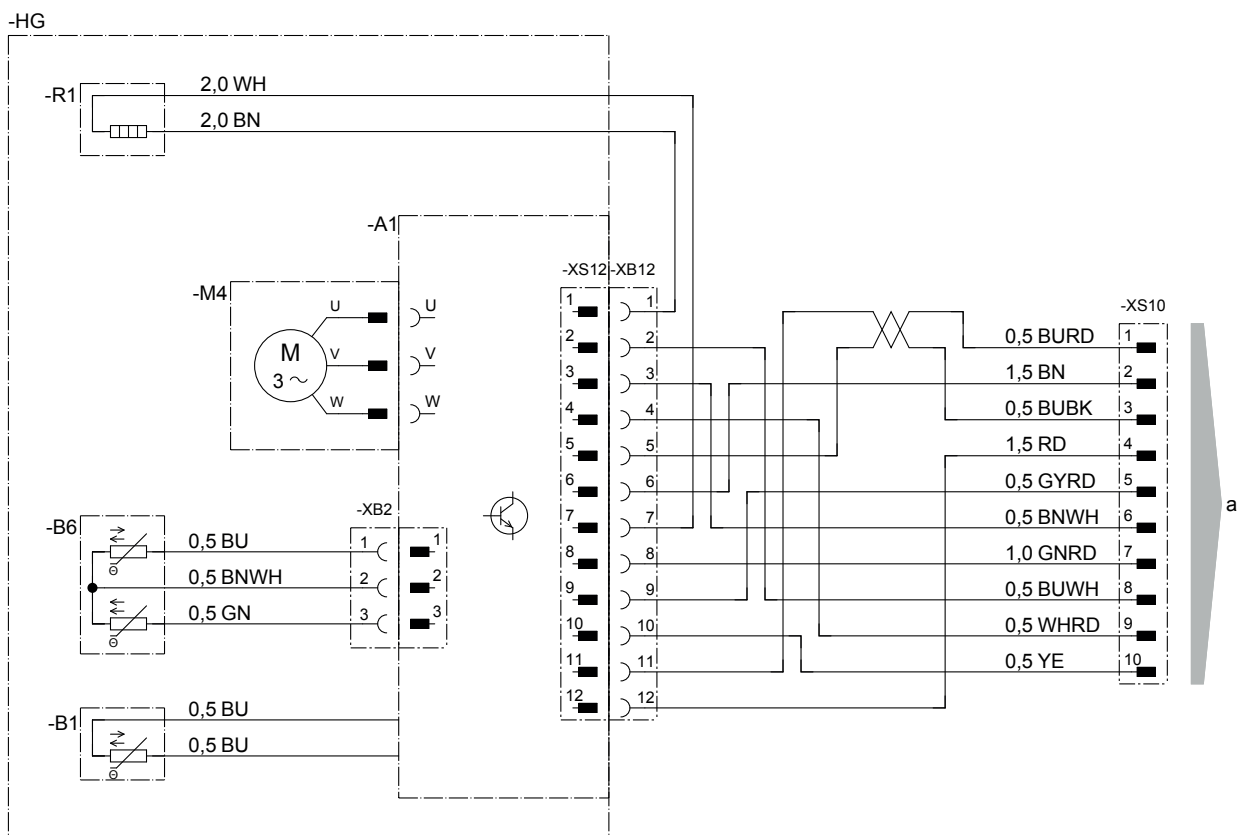 -HG
-R1
2,0 WH
2,0 BN
-A1
-M4
M
3 ~
U
V
W
U
V
W
-XS12
-XB12
1
2
3
4
5
6
7
8
9
10
11
12
1
2
3
4
5
6
7
8
9
10
11
12
-XS10
0,5 BURD
1
1,5 BN
2
0,5 BUBK
3
1,5 RD
4
0,5 GYRD
5
0,5 BNWH
6
1,0 GNRD
7
0,5 BUWH
8
0,5 WHRD
9
0,5 YE
10
a
-B6
Θ
Θ
0,5 BU
0,5 BNWH
0,5 GN
-XB2
1
2
3
1
2
3
-B1
Θ
0,5 BU
0,5 BU